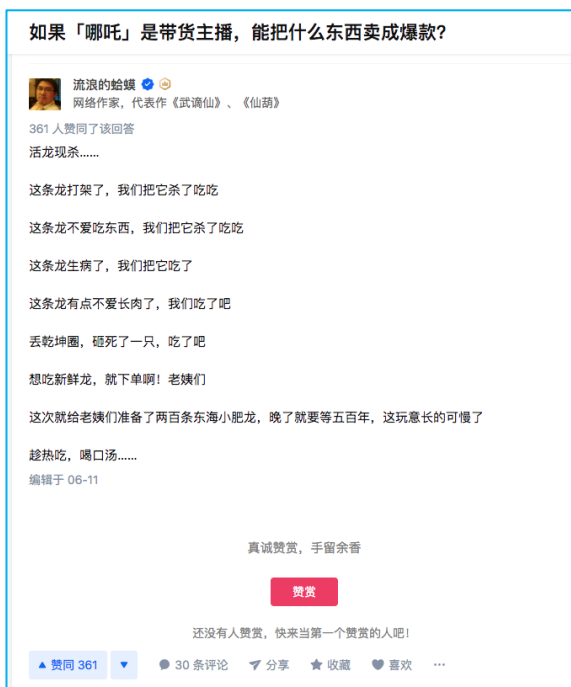 如果「哪吒」是带货主播，能把什么东西卖成爆款？
流浪的蛤蟆
网络作家，代表作《武谪仙》、《仙葫》
361 人赞同了该回答
活龙现杀……
这条龙打架了，我们把它杀了吃吃
这条龙不爱吃东西，我们把它杀了吃吃
这条龙生病了，我们把它吃了
这条龙有点不爱长肉了，我们吃了吧
丢乾坤圈，砸死了一只，吃了吧
想吃新鲜龙，就下单啊！老姨们
这次就给老姨们准备了两百条东海小肥龙，晚了就要等五百年，这玩意长的可慢了
趁热吃，喝口汤……
编辑于 06-11
真诚赞赏，手留余香
赞赏
还没有人赞赏，快来当第一个赞赏的人吧！
赞同 361 30 条评论 分享 收藏 喜欢 ···